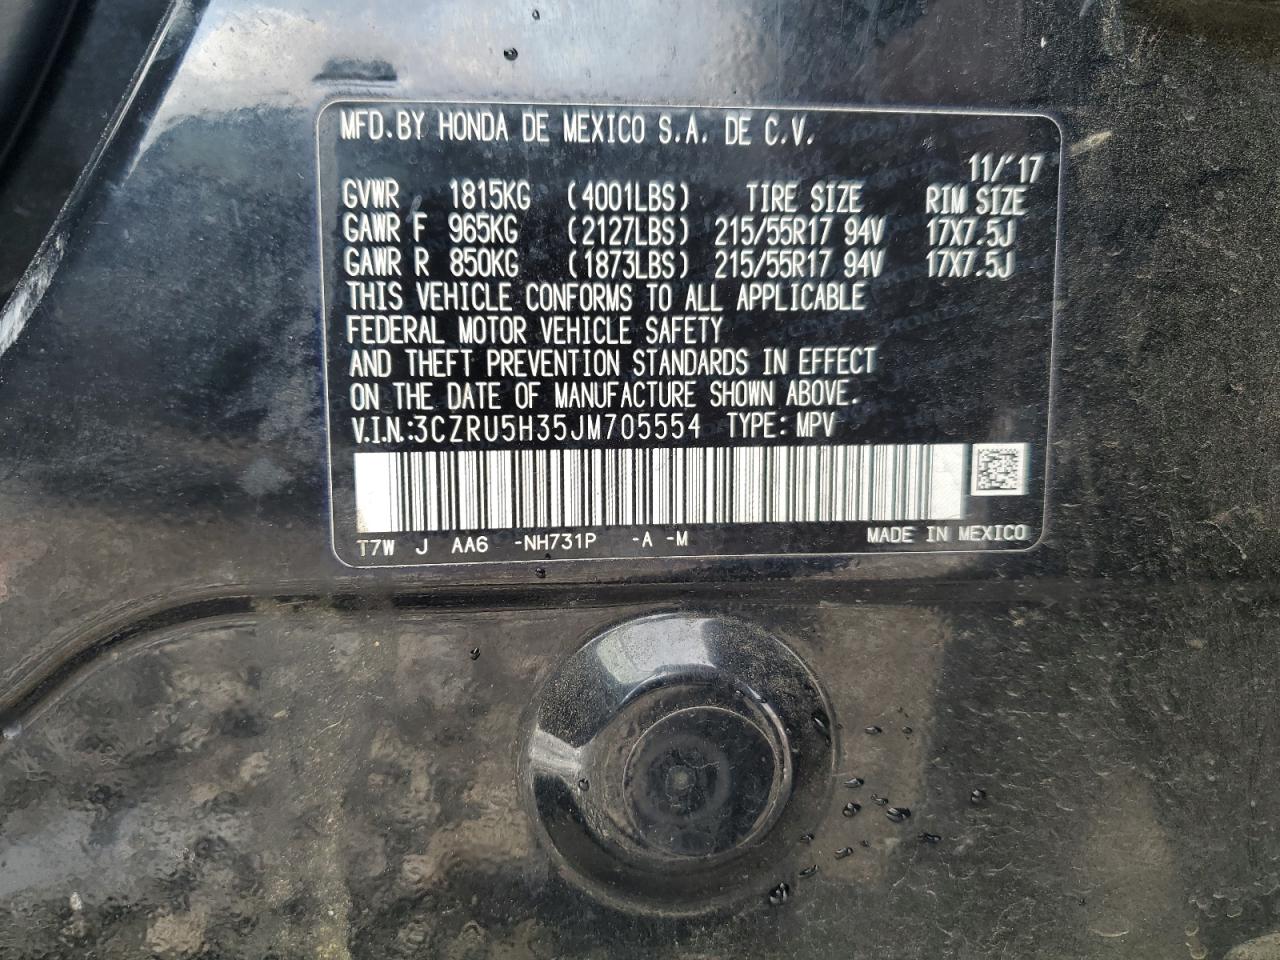 MFD.BY HONDA DE MEXICO S.A. DE C.V.
11/'17
GVWR 1815KG (4001LBS) TIRE SIZE RIM SIZE
GAWR F 965KG (2127LBS) 215/55R17 94V 17X7.5J
GAWR R 850KG (1873LBS) 215/55R17 94V 17X7.5J
THIS VEHICLE CONFORMS TO ALL APPLICABLE
FEDERAL MOTOR VEHICLE SAFETY
AND THEFT PREVENTION STANDARDS IN EFFECT
ON THE DATE OF MANUFACTURE SHOWN ABOVE.
V.I.N.:3CZRU5H35JM705554 TYPE: MPV
T7W J AA6 -NH731P -A -M MADE IN MEXICO